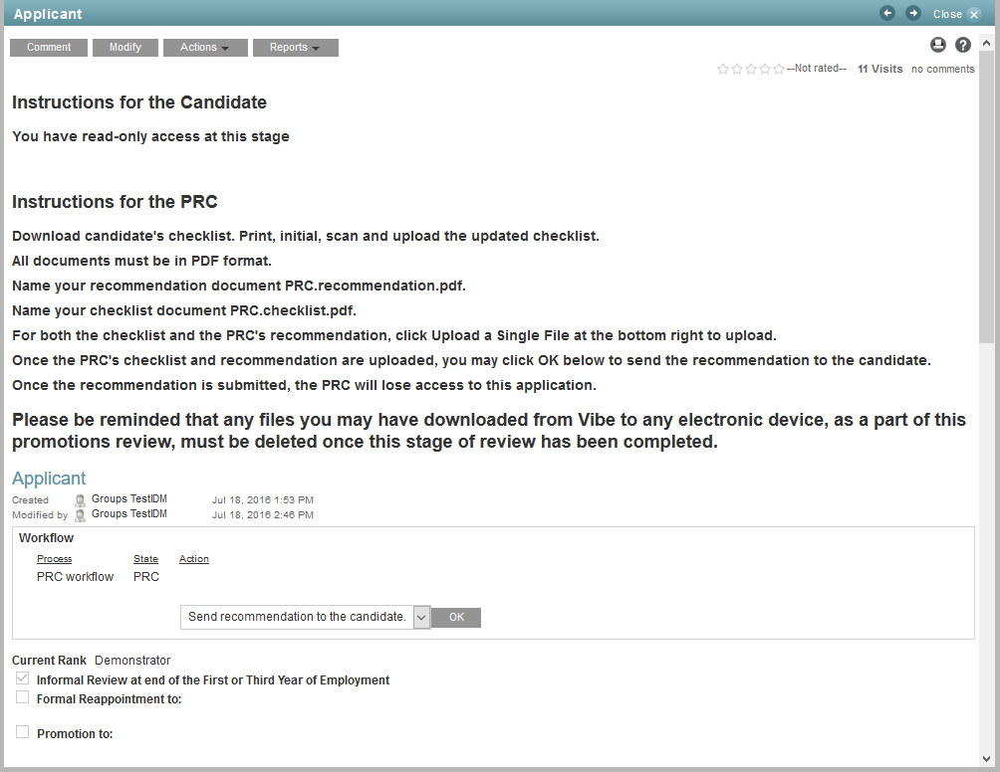 Applicant
Close
Comment Modify Actions Reports
--Not rated-- 11 Visits no comments
Instructions for the Candidate
You have read-only access at this stage
Instructions for the PRC
Download candidate's checklist. Print, initial, scan and upload the updated checklist.
All documents must be in PDF format.
Name your recommendation document PRC.recommendation.pdf.
Name your checklist document PRC.checklist.pdf.
For both the checklist and the PRC's recommendation, click Upload a Single File at the bottom right to upload.
Once the PRC's checklist and recommendation are uploaded, you may click OK below to send the recommendation to the candidate.
Once the recommendation is submitted, the PRC will lose access to this application.
Please be reminded that any files you may have downloaded from Vibe to any electronic device, as a part of this
promotions review, must be deleted once this stage of review has been completed.
Applicant
Created Groups TestIDM Jul 18, 2016 1:53 PM
Modified by Groups TestIDM Jul 18, 2016 2:46 PM
Workflow
Process State Action
PRC workflow PRC
Send recommendation to the candidate. OK
Current Rank Demonstrator
Informal Review at end of the First or Third Year of Employment
Formal Reappointment to:
Promotion to: